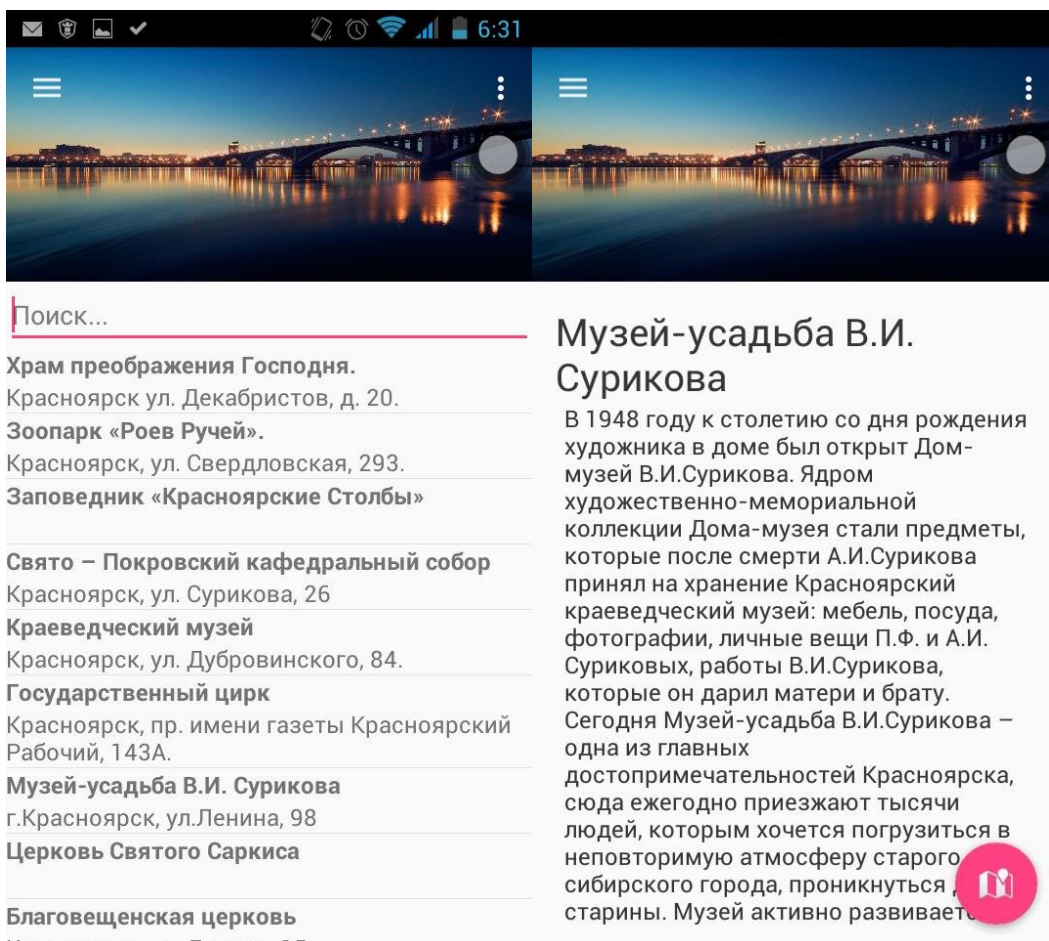 6:31
Поиск...
Храм преображения Господня.
Красноярск ул. Декабристов, д. 20.
Зоопарк «Роев Ручей».
Красноярск, ул. Свердловская, 293.
Заповедник «Красноярские Столбы»
Свято – Покровский кафедральный собор
Красноярск, ул. Сурикова, 26
Краеведческий музей
Красноярск, ул. Дубровинского, 84.
Государственный цирк
Красноярск, пр. имени газеты Красноярский
Рабочий, 143А.
Музей-усадьба В.И. Сурикова
г.Красноярск, ул.Ленина, 98
Церковь Святого Саркиса
Благовещенская церковь
Музей-усадьба В.И.
Сурикова
В 1948 году к столетию со дня рождения
художника в доме был открыт Дом-
музей В.И.Сурикова. Ядром
художественно-мемориальной
коллекции Дома-музея стали предметы,
которые после смерти А.И.Сурикова
принял на хранение Красноярский
краеведческий музей: мебель, посуда,
фотографии, личные вещи П.Ф. и А.И.
Суриковых, работы В.И.Сурикова,
которые он дарил матери и брату.
Сегодня Музей-усадьба В.И.Сурикова –
одна из главных
достопримечательностей Красноярска,
сюда ежегодно приезжают тысячи
людей, которым хочется погрузиться в
неповторимую атмосферу старого
сибирского города, проникнуться
старины. Музей активно